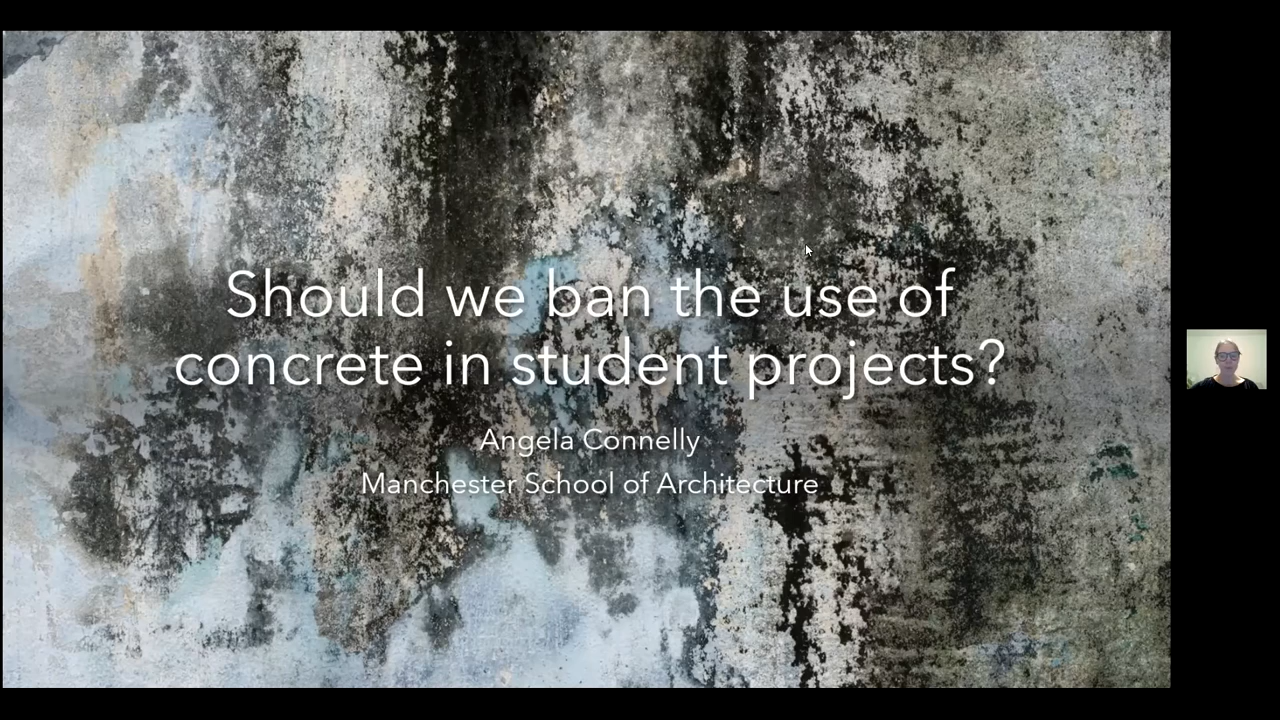 Should we ban the use of
concrete in student projects?
Angela Connelly
Manchester School of Architecture